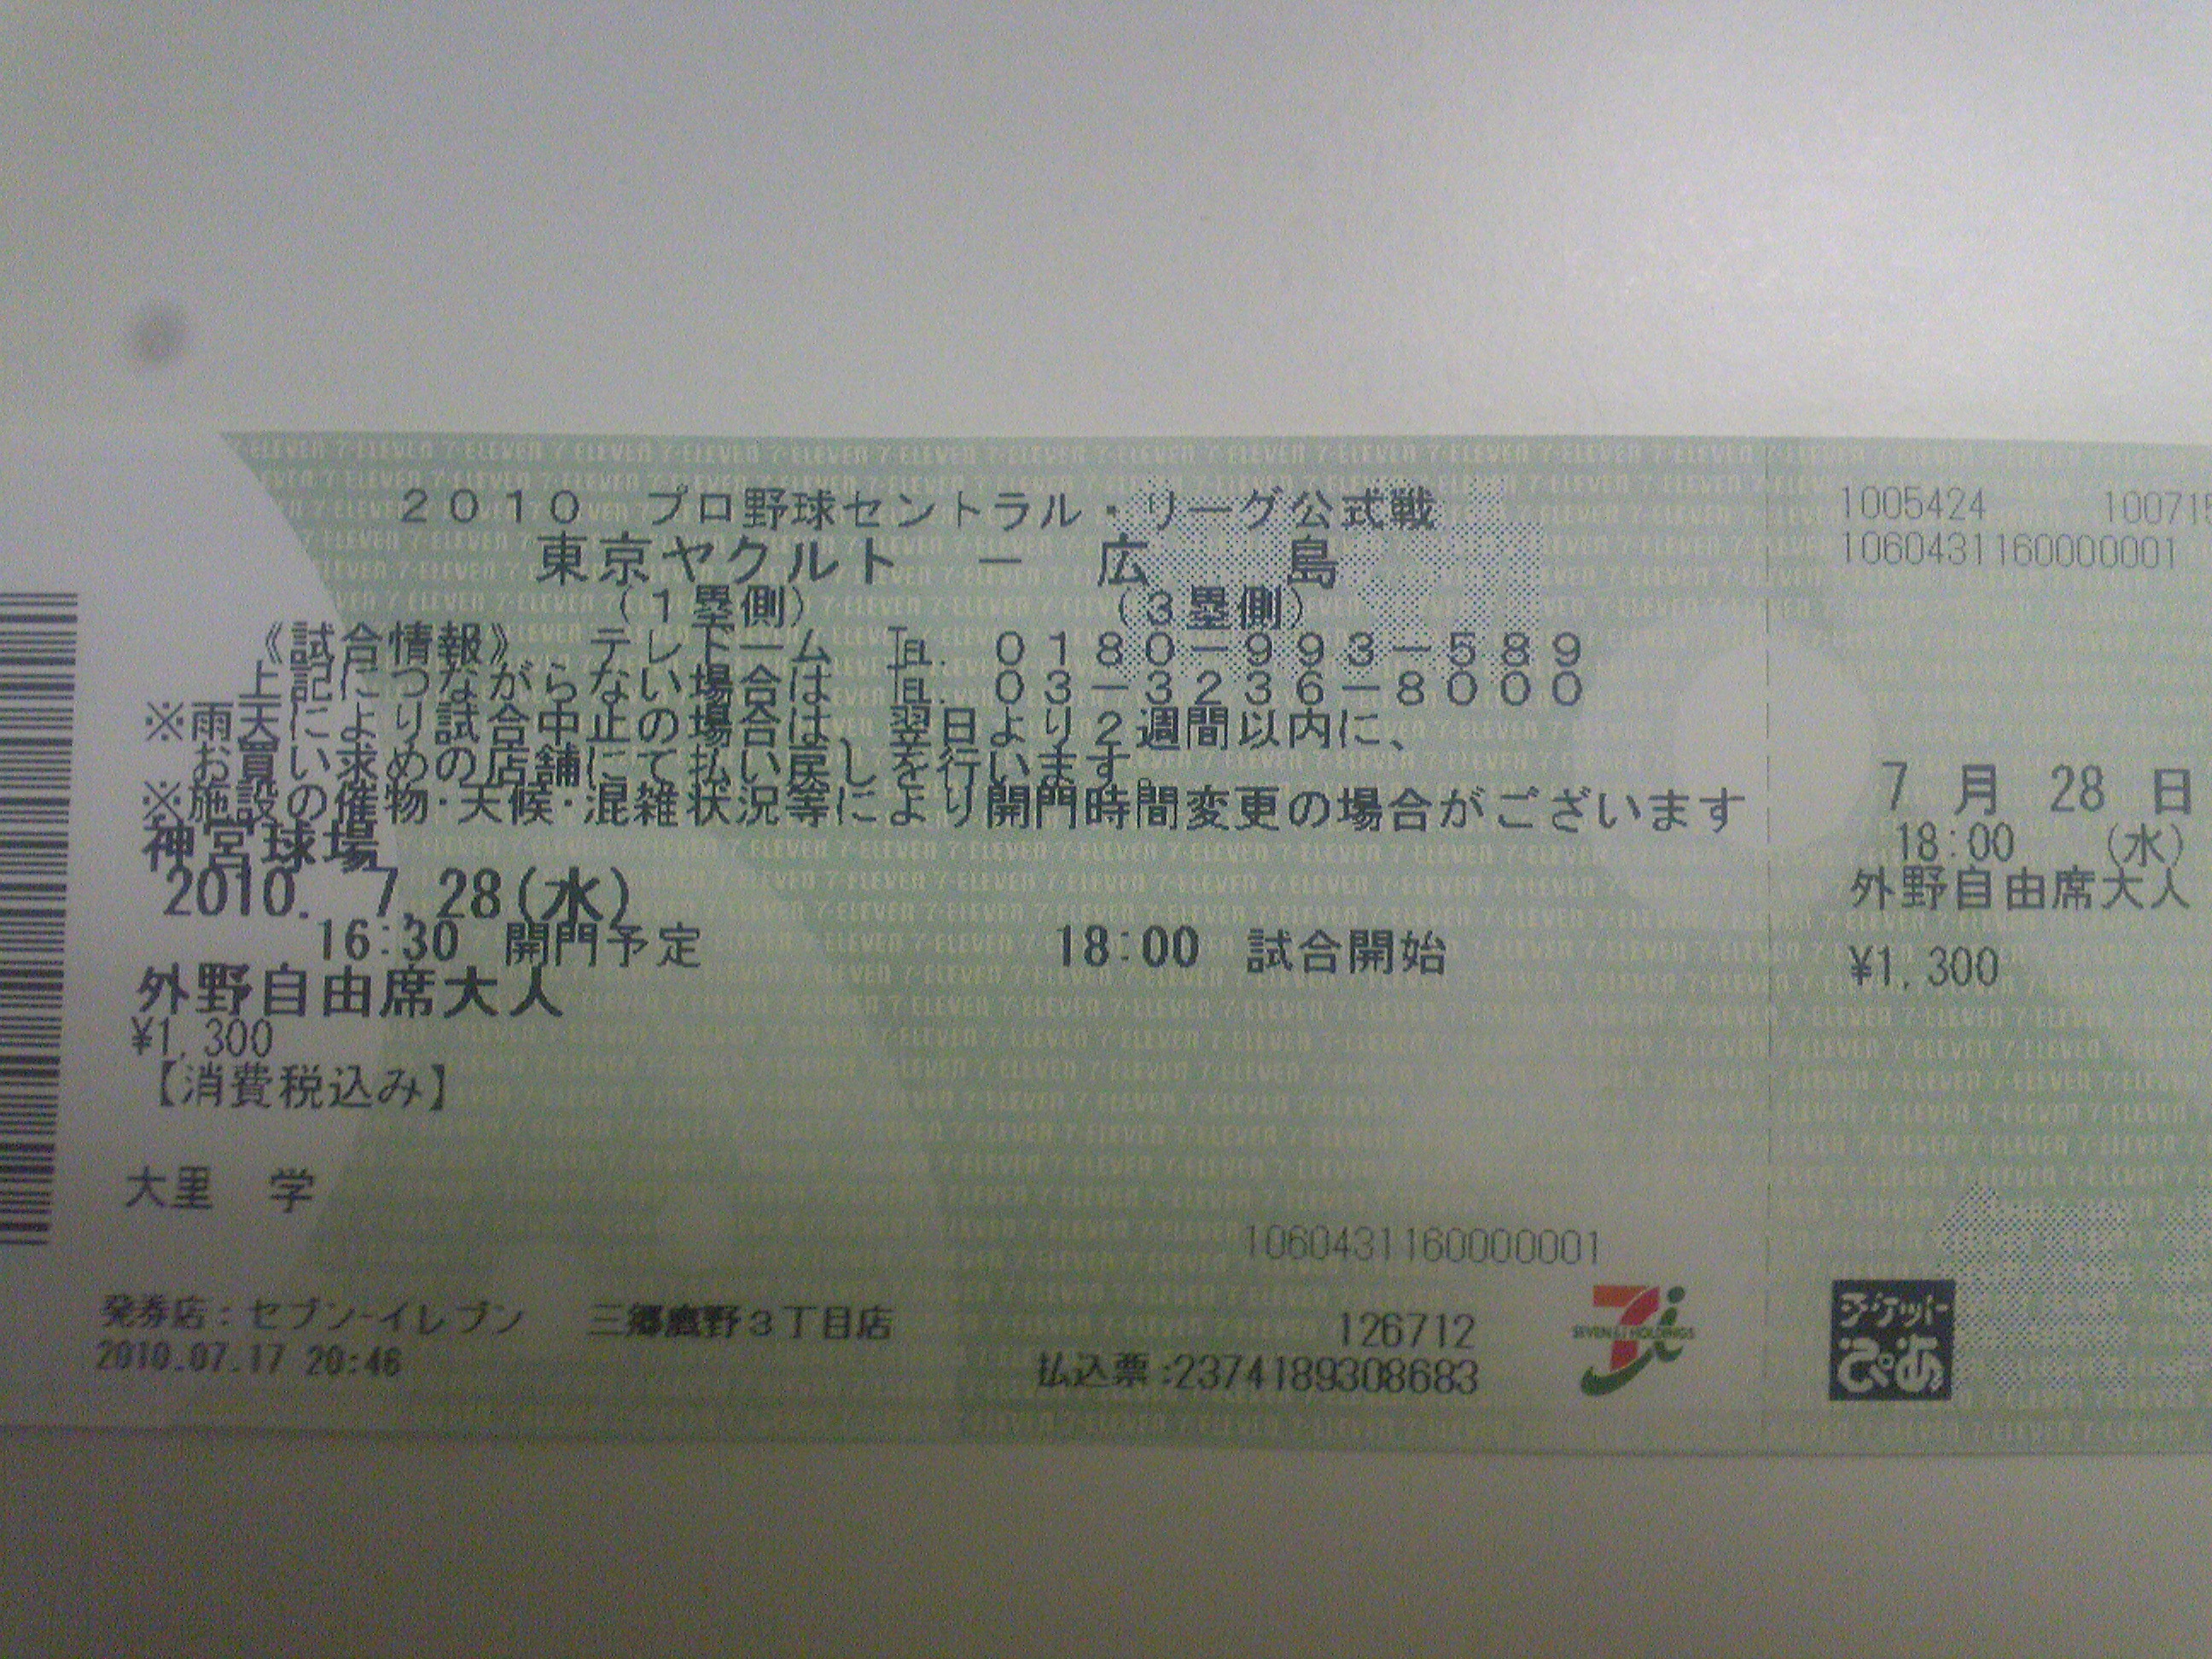 2010 プロ野球セントラル・リーグ公式戦
東京ヤクルト － 広 島
(1塁側) (3塁側)
《試合情報》 テレドーム ℡. 0180-993-589
上記につながらない場合は ℡. 03-3236-8000
※雨天により試合中止の場合は、翌日より2週間以内に、
お買い求めの店舗にて払い戻しを行います。
※施設の催物・天候・混雑状況等により開門時間変更の場合がございます
神宮球場
2010. 7.28(水)
16:30 開門予定 18:00 試合開始
外野自由席大人
¥1,300
【消費税込み】
大里 学
1060431160000001
発券店:セブン-イレブン 三郷鷹野3丁目店
2010.07.17 20:46
126712
払込票:2374189308683
SEVEN & i HOLDINGS
1005424
1060431160000001
7 月 28 日
18:00 (水)
外野自由席大人
¥1,300
チケット
ぴあ